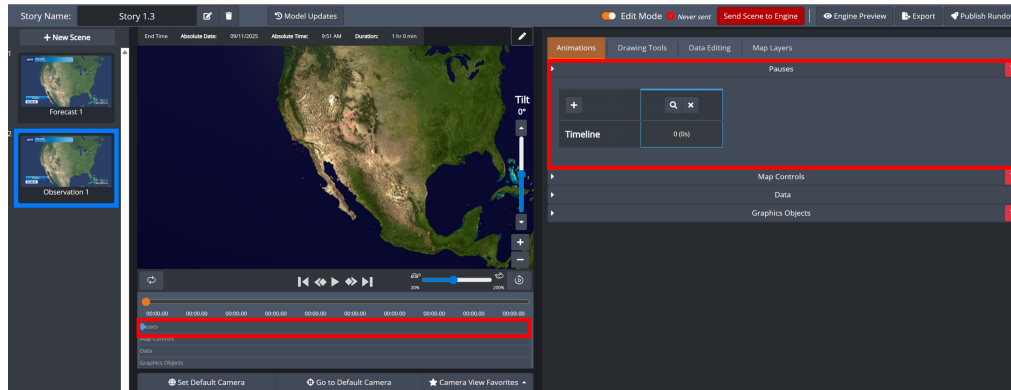 Story Name: Story 1.3 Model Updates Edit Mode Never sent Send Scene to Engine Engine Preview Export Publish Rundo
+ New Scene
End Time Absolute Date: 09/11/2025 Absolute Time: 9:51 AM Duration: 1 hr 0 min
Animations Drawing Tools Data Editing Map Layers
1
Pauses
Forecast 1
Tilt
0°
Timeline 0 (0s)
2
Observation 1
Map Controls
Data
Graphics Objects
20% 200%
00:00.00 00:00.00 00:00.00 00:00.00 00:00.00 00:00.00 00:00.00 00:00.00 00:00.00 00:00.00
Pauses
Map Controls
Data
Graphics Objects
Set Default Camera Go to Default Camera Camera View Favorites